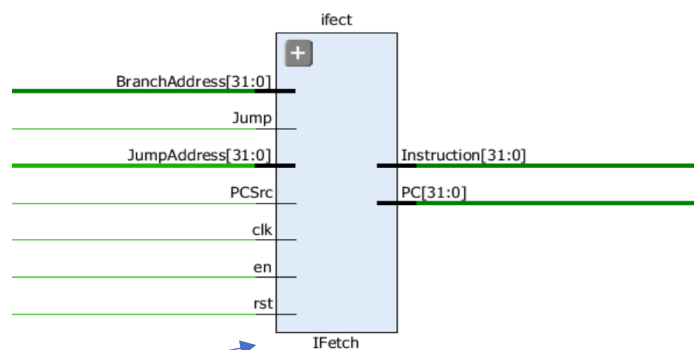 ifect
BranchAddress[31:0]
Jump
JumpAddress[31:0]
Instruction[31:0]
PCSrc
PC[31:0]
clk
en
rst
IFetch